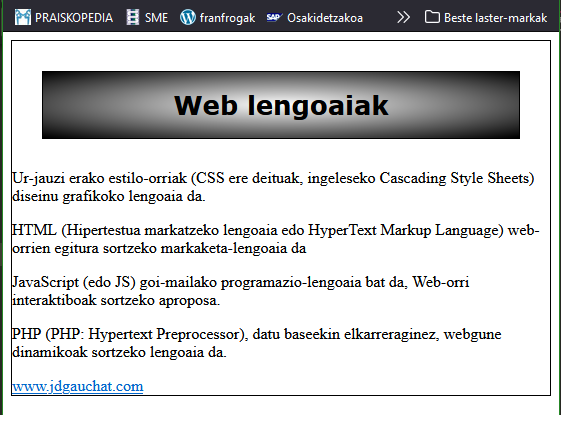 PRAISKOPEDIA SME franfrogak SAP Osakidetzakoa Beste laster-markak
Web lengoaiak
Ur-jauzi erako estilo-orriak (CSS ere deituak, ingeleseko Cascading Style Sheets)
diseinu grafikoko lengoaia da.
HTML (Hipertestua markatzeko lengoaia edo HyperText Markup Language) web-
orrien egitura sortzeko markaketa-lengoaia da
JavaScript (edo JS) goi-mailako programazio-lengoaia bat da, Web-orri
interaktiboak sortzeko aproposa.
PHP (PHP: Hypertext Preprocessor), datu baseekin elkarreraginez, webgune
dinamikoak sortzeko lengoaia da.
www.jdgauchat.com